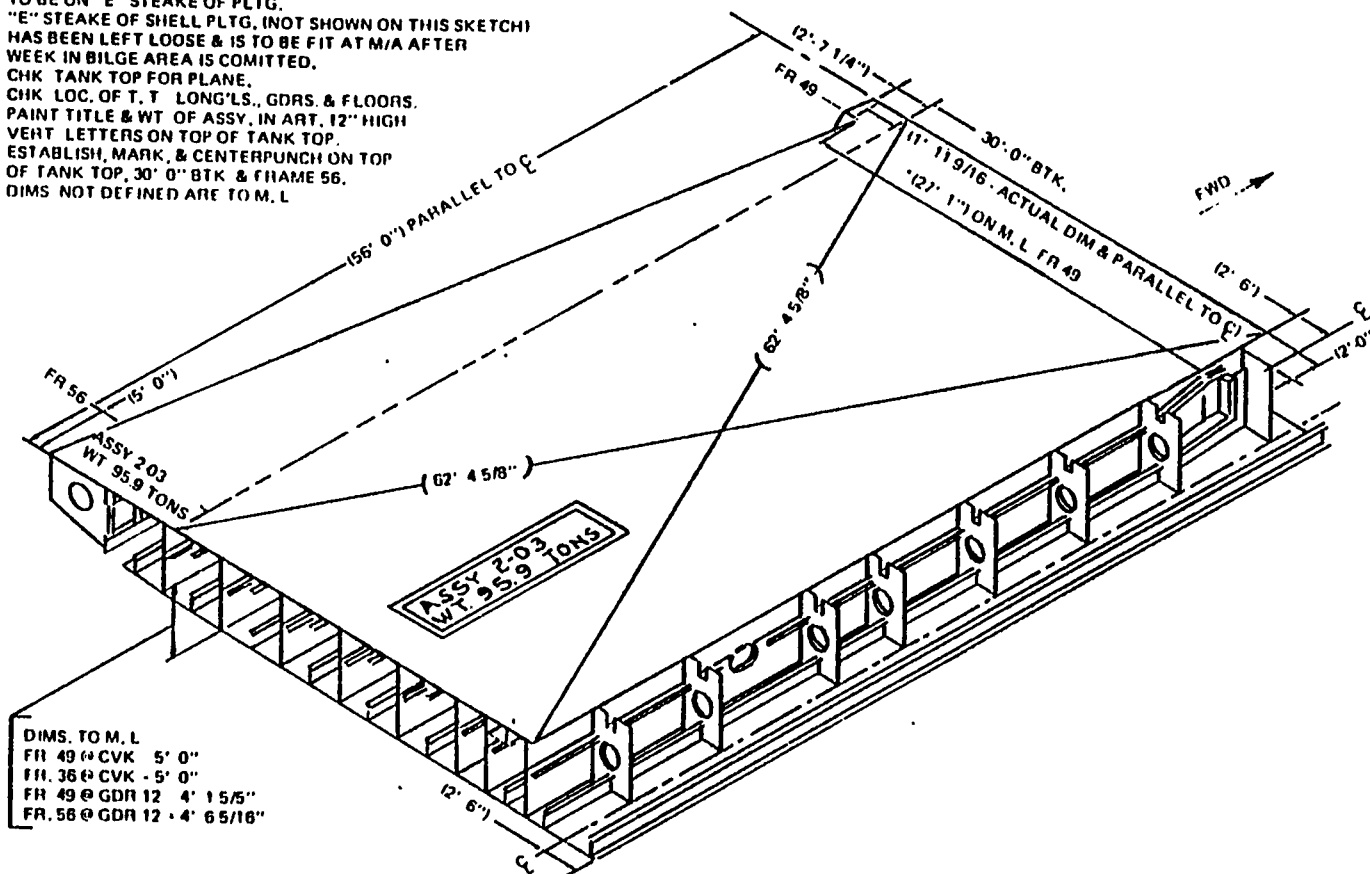 TO BE ON "E" STEAKE OF PLTG.
"E" STEAKE OF SHELL PLTG, (NOT SHOWN ON THIS SKETCH)
HAS BEEN LEFT LOOSE & IS TO BE FIT AT M/A AFTER
WEEK IN BILGE AREA IS COMITTED,
CHK TANK TOP FOR PLANE,
CHK LOC. OF T. T LONG'LS., GDRS. & FLOORS.
PAINT TITLE & WT OF ASSY, IN ART, 12" HIGH
VERT LETTERS ON TOP OF TANK TOP.
ESTABLISH, MARK, & CENTERPUNCH ON TOP
OF TANK TOP, 30' 0" BTK & FRAME 56.
DIMS NOT DEFINED ARE TO M. L
(2'-7 1/4")
FR 49
30'-0" BTK.
(1' 11 9/16 - ACTUAL DIM & PARALLEL TO ℄)
(27' 1") ON M. L FR 49
FWD
(56' 0") PARALLEL TO ℄
(2' 6')
℄
(2'-0"
(62' 4 5/8")
FR 56
(5' 0")
ASSY 2 03
WT 95.9 TONS
(62' 4 5/8")
ASSY 2-03
WT. 95.9 TONS
DIMS. TO M. L
FR 49 @ CVK 5' 0"
FR. 36 @ CVK - 5' 0"
FR 49 @ GDR 12 4' 1 5/5"
FR. 56 @ GDR 12 - 4' 6 5/16"
(2' 6")
℄